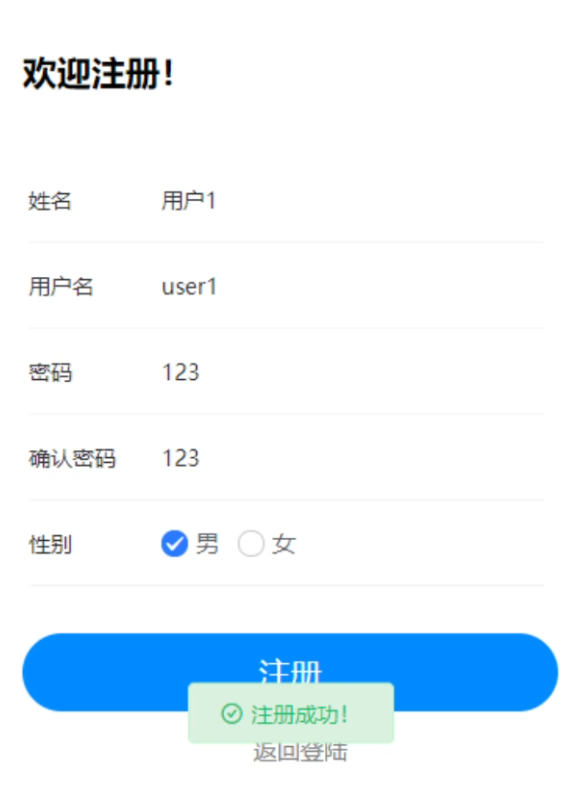 欢迎注册！
姓名 用户1
用户名 user1
密码 123
确认密码 123
性别 男 女
注册
注册成功！
返回登陆